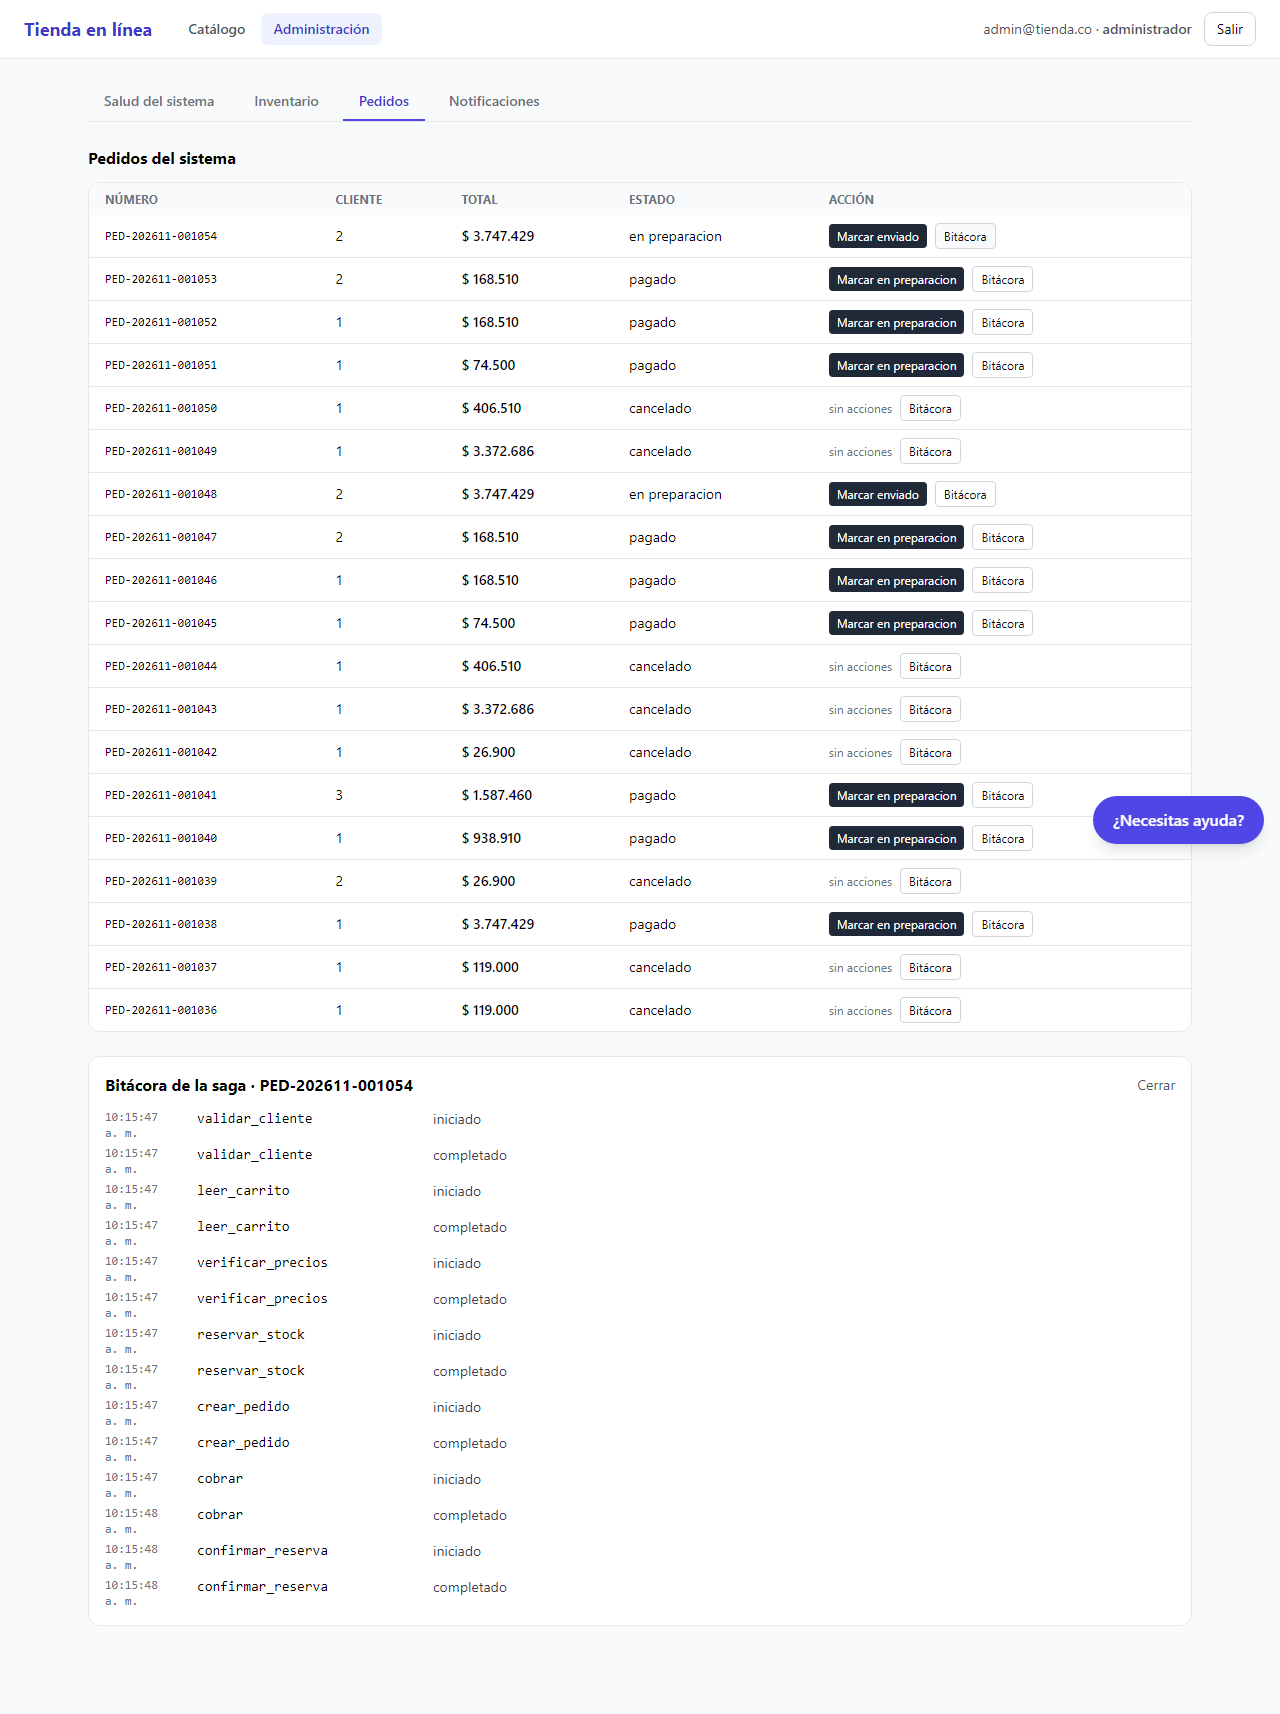 Tienda en línea Catálogo Administración admin@tienda.co · administrador Salir
Salud del sistema Inventario Pedidos Notificaciones
Pedidos del sistema
NÚMERO CLIENTE TOTAL ESTADO ACCIÓN
PED-202611-001054 2 $ 3.747.429 en preparacion Marcar enviado Bitácora
PED-202611-001053 2 $ 168.510 pagado Marcar en preparacion Bitácora
PED-202611-001052 1 $ 168.510 pagado Marcar en preparacion Bitácora
PED-202611-001051 1 $ 74.500 pagado Marcar en preparacion Bitácora
PED-202611-001050 1 $ 406.510 cancelado sin acciones Bitácora
PED-202611-001049 1 $ 3.372.686 cancelado sin acciones Bitácora
PED-202611-001048 2 $ 3.747.429 en preparacion Marcar enviado Bitácora
PED-202611-001047 2 $ 168.510 pagado Marcar en preparacion Bitácora
PED-202611-001046 1 $ 168.510 pagado Marcar en preparacion Bitácora
PED-202611-001045 1 $ 74.500 pagado Marcar en preparacion Bitácora
PED-202611-001044 1 $ 406.510 cancelado sin acciones Bitácora
PED-202611-001043 1 $ 3.372.686 cancelado sin acciones Bitácora
PED-202611-001042 1 $ 26.900 cancelado sin acciones Bitácora
PED-202611-001041 3 $ 1.587.460 pagado Marcar en preparacion Bitácora
¿Necesitas ayuda?
PED-202611-001040 1 $ 938.910 pagado Marcar en preparacion Bitácora
PED-202611-001039 2 $ 26.900 cancelado sin acciones Bitácora
PED-202611-001038 1 $ 3.747.429 pagado Marcar en preparacion Bitácora
PED-202611-001037 1 $ 119.000 cancelado sin acciones Bitácora
PED-202611-001036 1 $ 119.000 cancelado sin acciones Bitácora
Bitácora de la saga · PED-202611-001054 Cerrar
10:15:47 a. m. validar_cliente iniciado
10:15:47 a. m. validar_cliente completado
10:15:47 a. m. leer_carrito iniciado
10:15:47 a. m. leer_carrito completado
10:15:47 a. m. verificar_precios iniciado
10:15:47 a. m. verificar_precios completado
10:15:47 a. m. reservar_stock iniciado
10:15:47 a. m. reservar_stock completado
10:15:47 a. m. crear_pedido iniciado
10:15:47 a. m. crear_pedido completado
10:15:47 a. m. cobrar iniciado
10:15:48 a. m. cobrar completado
10:15:48 a. m. confirmar_reserva iniciado
10:15:48 a. m. confirmar_reserva completado